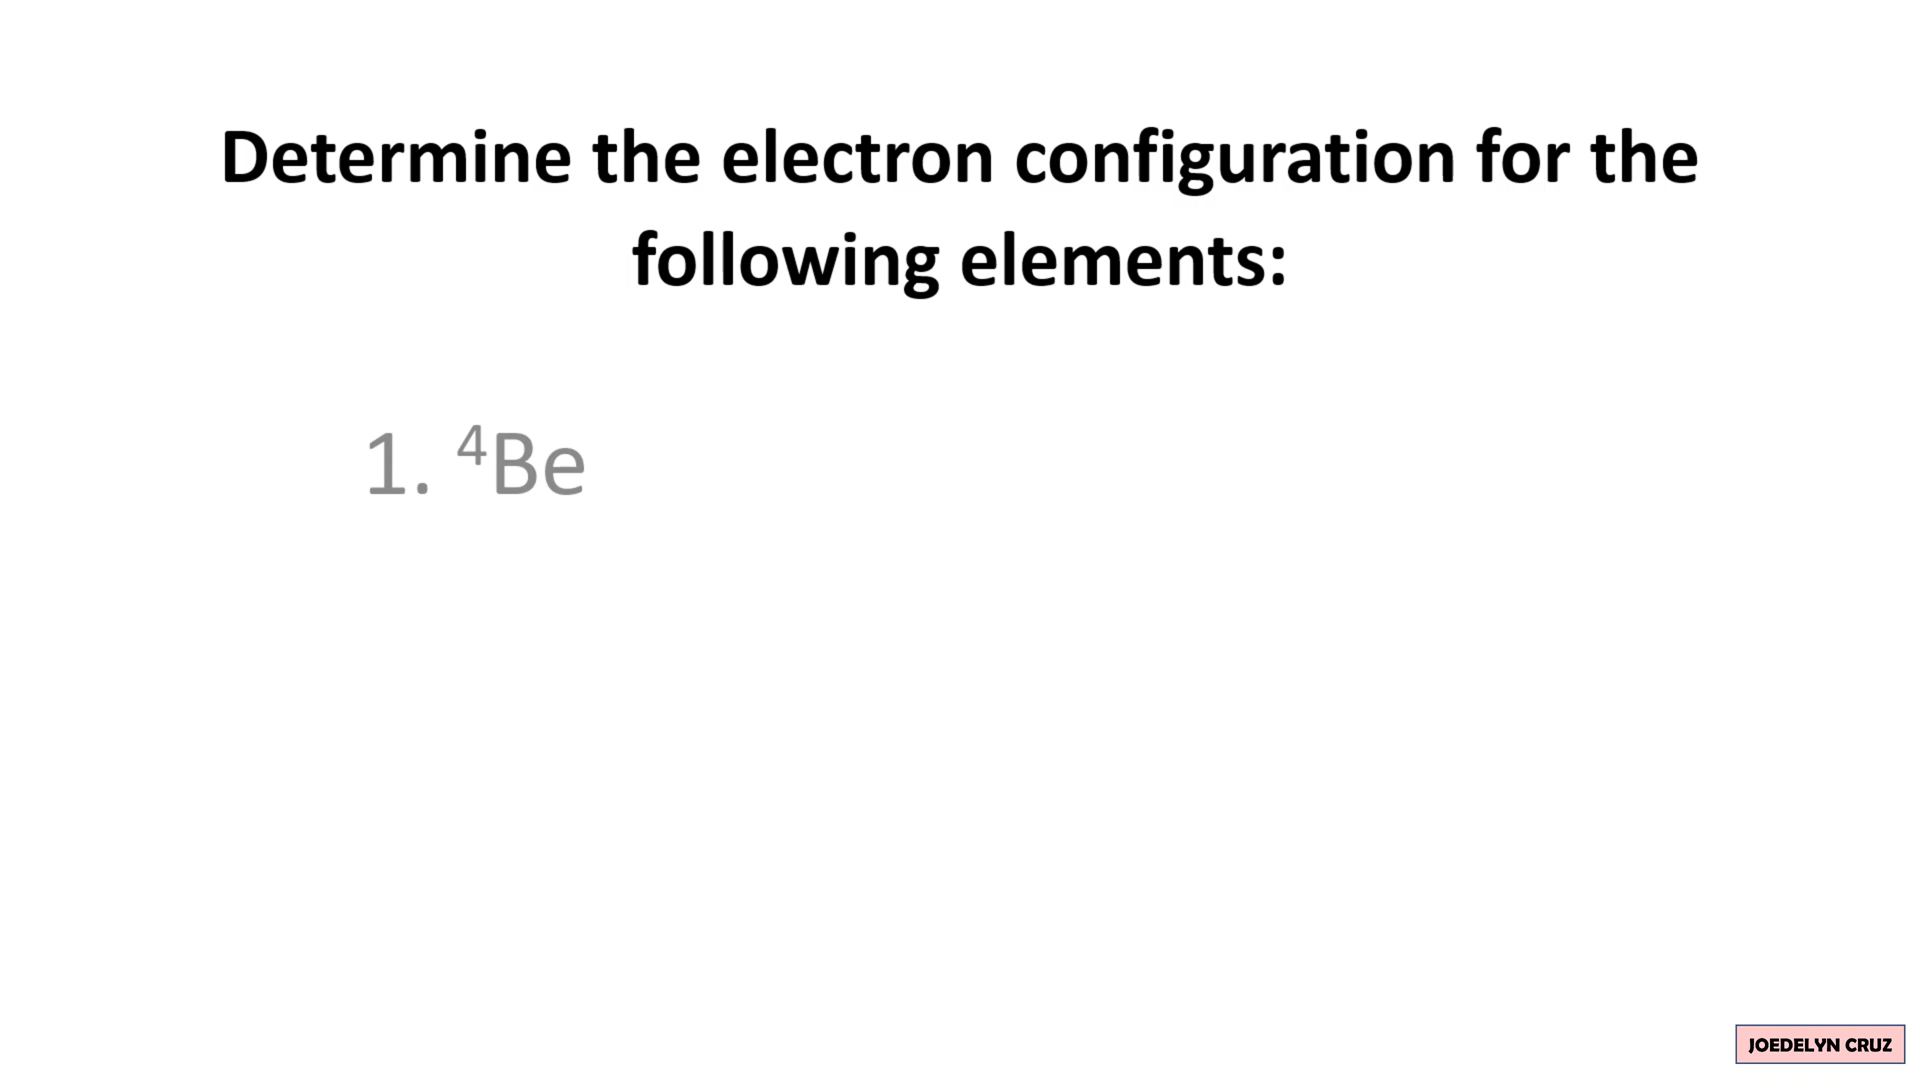 Determine the electron configuration for the
following elements:
1. ⁴Be
JOEDELYN CRUZ